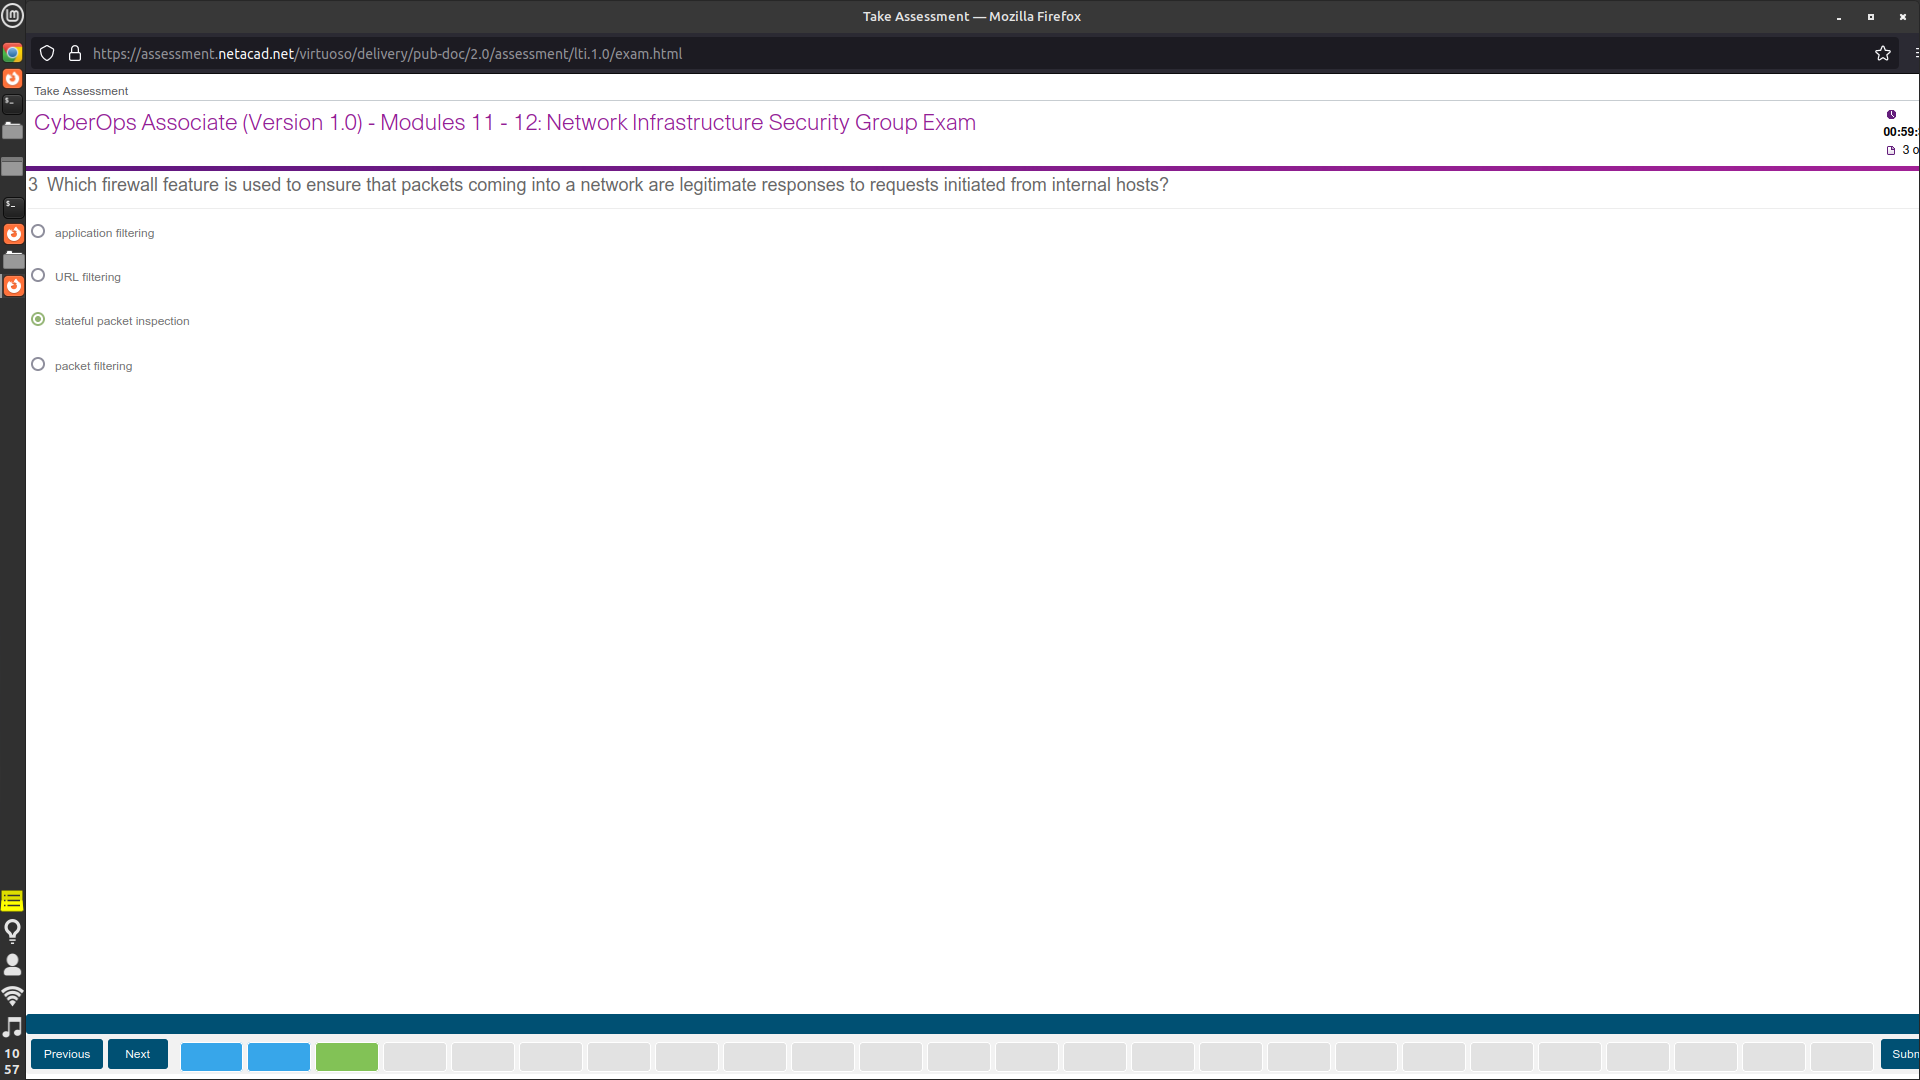 Take Assessment — Mozilla Firefox
https://assessment.netacad.net/virtuoso/delivery/pub-doc/2.0/assessment/lti.1.0/exam.html
Take Assessment
CyberOps Associate (Version 1.0) - Modules 11 - 12: Network Infrastructure Security Group Exam
00:59:
3 o
3 Which firewall feature is used to ensure that packets coming into a network are legitimate responses to requests initiated from internal hosts?
application filtering
URL filtering
stateful packet inspection
packet filtering
Previous
Next
Subm
10
57